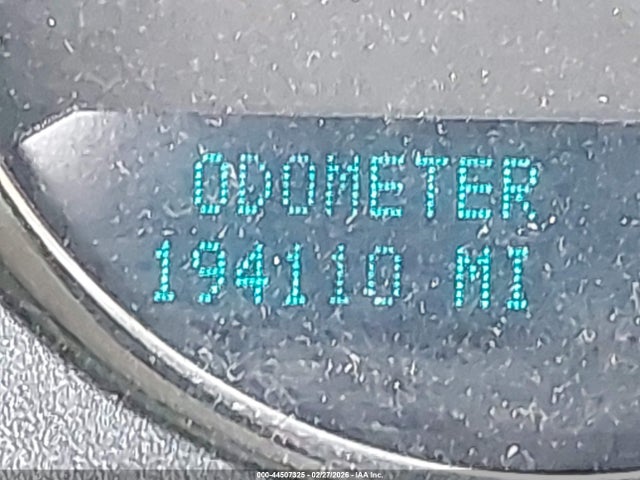 ODOMETER
194110 MI
000-44507325 - 02/27/2026 - IAA Inc.